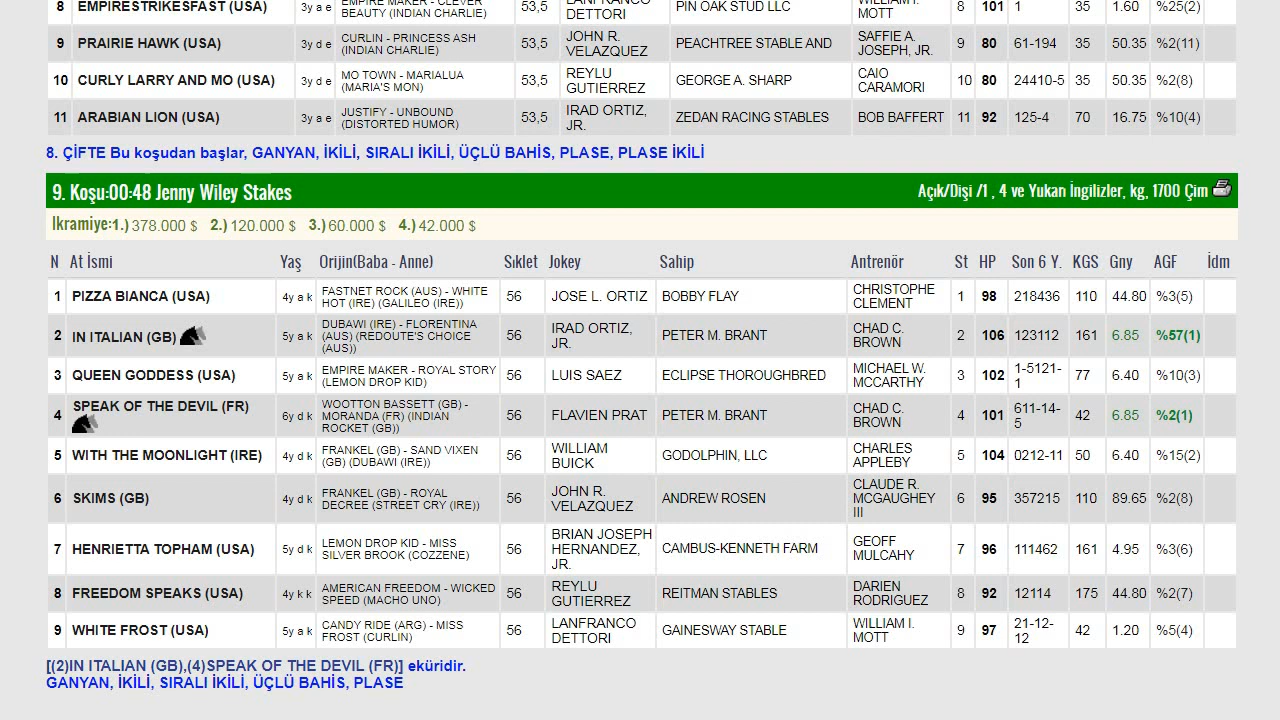 8 EMPIRESTRIKESFAST (USA) 3y a e EMPIRE MAKER - CLEVER BEAUTY (INDIAN CHARLIE) 53,5 LANFRANCO DETTORI PIN OAK STUD LLC WILLIAM I. MOTT 8 101 1 35 1.60 %25(2)
9 PRAIRIE HAWK (USA) 3y d e CURLIN - PRINCESS ASH (INDIAN CHARLIE) 53,5 JOHN R. VELAZQUEZ PEACHTREE STABLE AND SAFFIE A. JOSEPH, JR. 9 80 61-194 35 50.35 %2(11)
10 CURLY LARRY AND MO (USA) 3y d e MO TOWN - MARIALUA (MARIA'S MON) 53,5 REYLU GUTIERREZ GEORGE A. SHARP CAIO CARAMORI 10 80 24410-5 35 50.35 %2(8)
11 ARABIAN LION (USA) 3y a e JUSTIFY - UNBOUND (DISTORTED HUMOR) 53,5 IRAD ORTIZ, JR. ZEDAN RACING STABLES BOB BAFFERT 11 92 125-4 70 16.75 %10(4)
8. ÇİFTE Bu koşudan başlar, GANYAN, İKİLİ, SIRALI İKİLİ, ÜÇLÜ BAHİS, PLASE, PLASE İKİLİ
9. Koşu:00:48 Jenny Wiley Stakes Açık/Dişi /1 , 4 ve Yukarı İngilizler, kg, 1700 Çim
Ikramiye:1.) 378.000 $ 2.) 120.000 $ 3.) 60.000 $ 4.) 42.000 $
N At İsmi Yaş Orijin(Baba - Anne) Sıklet Jokey Sahip Antrenör St HP Son 6 Y. KGS Gny AGF İdm
1 PIZZA BIANCA (USA) 4y a k FASTNET ROCK (AUS) - WHITE HOT (IRE) (GALILEO (IRE)) 56 JOSE L. ORTIZ BOBBY FLAY CHRISTOPHE CLEMENT 1 98 218436 110 44.80 %3(5)
2 IN ITALIAN (GB) 5y a k DUBAWI (IRE) - FLORENTINA (AUS) (REDOUTE'S CHOICE (AUS)) 56 IRAD ORTIZ, JR. PETER M. BRANT CHAD C. BROWN 2 106 123112 161 6.85 %57(1)
3 QUEEN GODDESS (USA) 5y a k EMPIRE MAKER - ROYAL STORY (LEMON DROP KID) 56 LUIS SAEZ ECLIPSE THOROUGHBRED MICHAEL W. MCCARTHY 3 102 1-5121-1 77 6.40 %10(3)
4 SPEAK OF THE DEVIL (FR) 6y d k WOOTTON BASSETT (GB) - MORANDA (FR) (INDIAN ROCKET (GB)) 56 FLAVIEN PRAT PETER M. BRANT CHAD C. BROWN 4 101 611-14-5 42 6.85 %2(1)
5 WITH THE MOONLIGHT (IRE) 4y d k FRANKEL (GB) - SAND VIXEN (GB) (DUBAWI (IRE)) 56 WILLIAM BUICK GODOLPHIN, LLC CHARLES APPLEBY 5 104 0212-11 50 6.40 %15(2)
6 SKIMS (GB) 4y d k FRANKEL (GB) - ROYAL DECREE (STREET CRY (IRE)) 56 JOHN R. VELAZQUEZ ANDREW ROSEN CLAUDE R. MCGAUGHEY III 6 95 357215 110 89.65 %2(8)
7 HENRIETTA TOPHAM (USA) 5y d k LEMON DROP KID - MISS SILVER BROOK (COZZENE) 56 BRIAN JOSEPH HERNANDEZ, JR. CAMBUS-KENNETH FARM GEOFF MULCAHY 7 96 111462 161 4.95 %3(6)
8 FREEDOM SPEAKS (USA) 4y k k AMERICAN FREEDOM - WICKED SPEED (MACHO UNO) 56 REYLU GUTIERREZ REITMAN STABLES DARIEN RODRIGUEZ 8 92 12114 175 44.80 %2(7)
9 WHITE FROST (USA) 5y a k CANDY RIDE (ARG) - MISS FROST (CURLIN) 56 LANFRANCO DETTORI GAINESWAY STABLE WILLIAM I. MOTT 9 97 21-12-12 42 1.20 %5(4)
[(2)IN ITALIAN (GB),(4)SPEAK OF THE DEVIL (FR)] eküridir.
GANYAN, İKİLİ, SIRALI İKİLİ, ÜÇLÜ BAHİS, PLASE